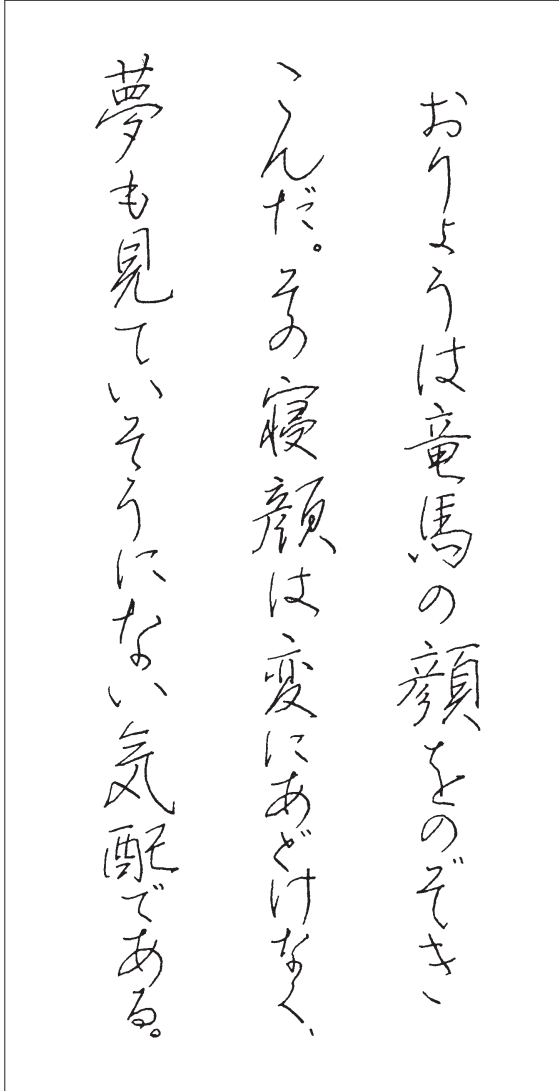 おりょうは竜馬の顔をのぞき
こんだ。その寝顔は変にあどけなく、
夢も見ていそうにない気配である。